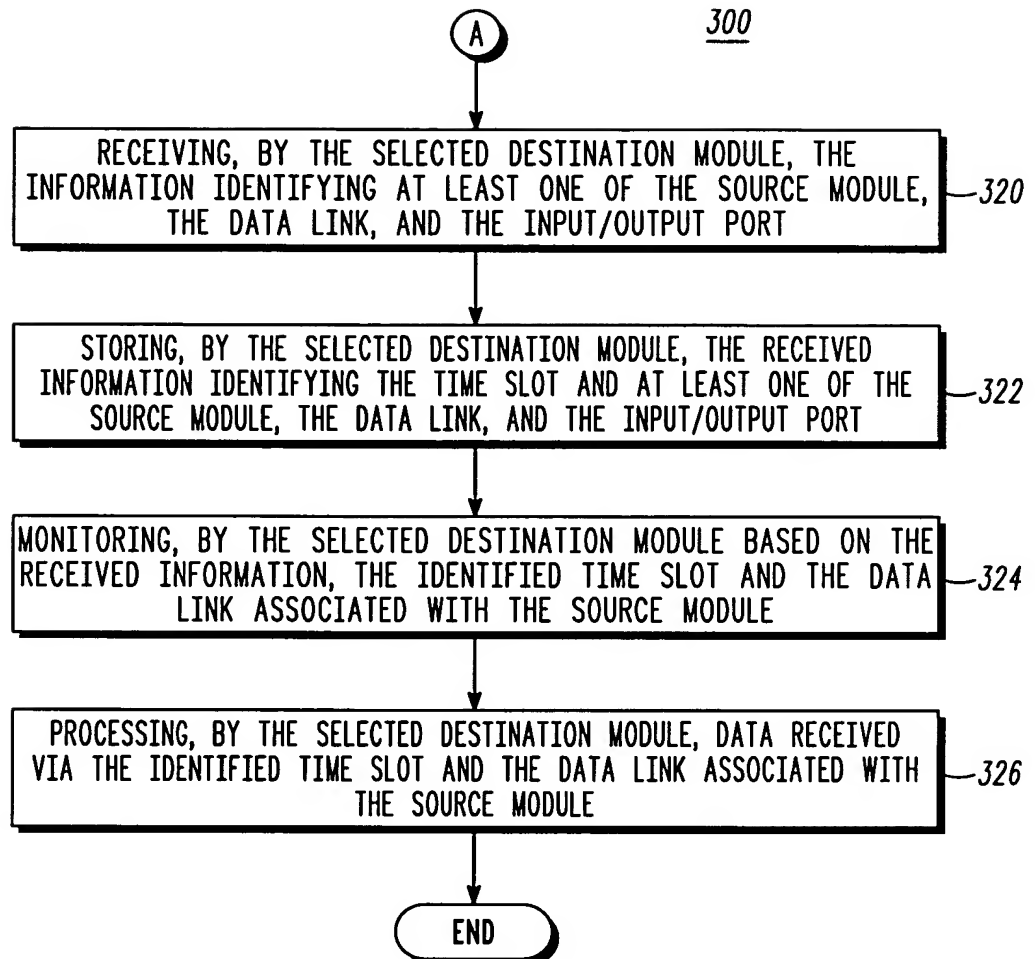 300
A
RECEIVING, BY THE SELECTED DESTINATION MODULE, THE
INFORMATION IDENTIFYING AT LEAST ONE OF THE SOURCE MODULE,
THE DATA LINK, AND THE INPUT/OUTPUT PORT
320
STORING, BY THE SELECTED DESTINATION MODULE, THE RECEIVED
INFORMATION IDENTIFYING THE TIME SLOT AND AT LEAST ONE OF THE
SOURCE MODULE, THE DATA LINK, AND THE INPUT/OUTPUT PORT
322
MONITORING, BY THE SELECTED DESTINATION MODULE BASED ON THE
RECEIVED INFORMATION, THE IDENTIFIED TIME SLOT AND THE DATA
LINK ASSOCIATED WITH THE SOURCE MODULE
324
PROCESSING, BY THE SELECTED DESTINATION MODULE, DATA RECEIVED
VIA THE IDENTIFIED TIME SLOT AND THE DATA LINK ASSOCIATED WITH
THE SOURCE MODULE
326
END